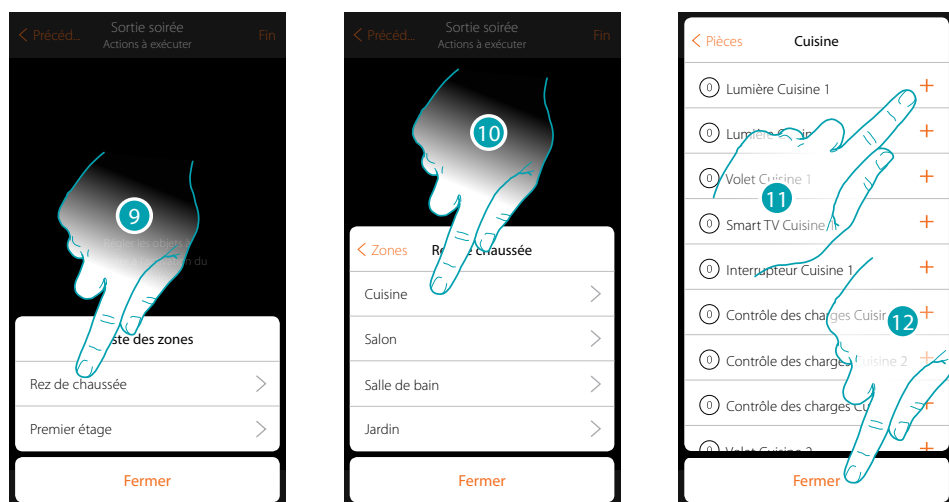 Précéd...
Sortie soirée
Actions à exécuter
Fin
9
Régler les objets à
du
ste des zones
Rez de chaussée
Premier étage
Fermer
Précéd...
Sortie soirée
Actions à exécuter
Fin
10
Zones
chaussée
Cuisine
Salon
Salle de bain
Jardin
Fermer
Pièces
Cuisine
0 Lumière Cuisine 1 +
0 +
0 Volet Cuisine 1 +
11
0 Smart TV Cuisine +
0 Interrupteur Cuisine 1 +
0 Contrôle des charges Cuisin +
12
0 Contrôle des charges Cuisine 2 +
0 Contrôle des charges Cu +
0 Volet Cuisine 2 +
Fermer